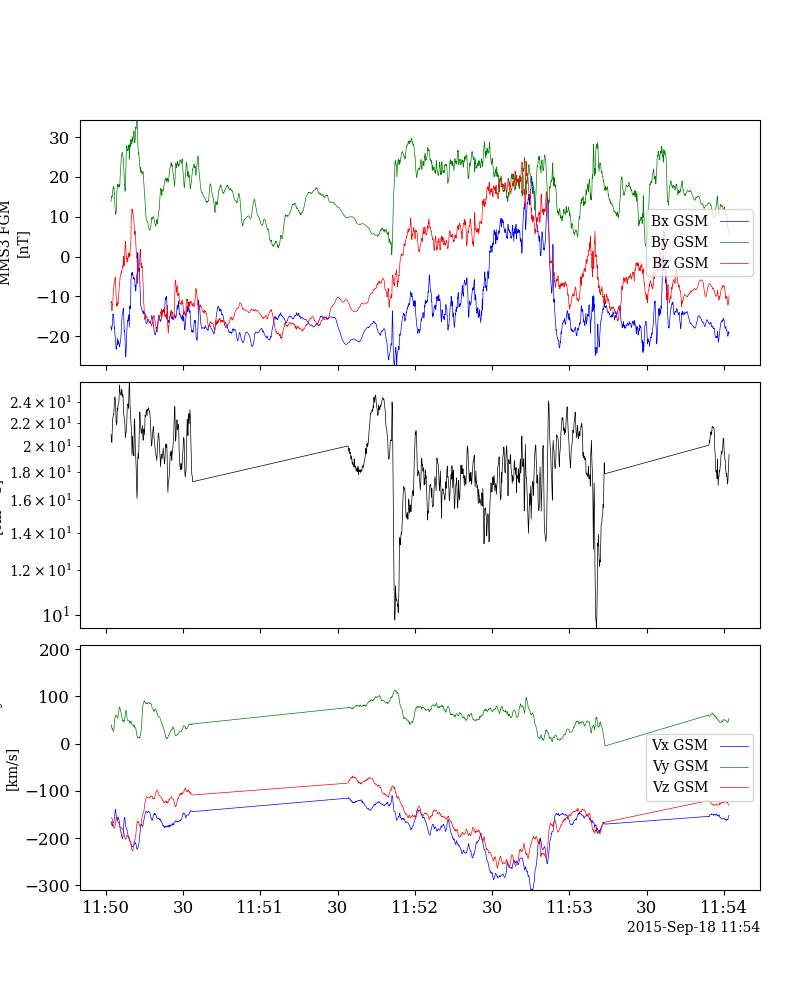 30
20
10
0
−10
−20
MMS3 FGM
[nT]
Bx GSM
By GSM
Bz GSM
2.4 × 10¹
2.2 × 10¹
2 × 10¹
1.8 × 10¹
1.6 × 10¹
1.4 × 10¹
1.2 × 10¹
10¹
200
100
0
−100
−200
−300
[km/s]
Vx GSM
Vy GSM
Vz GSM
11:50 30 11:51 30 11:52 30 11:53 30 11:54
2015-Sep-18 11:54